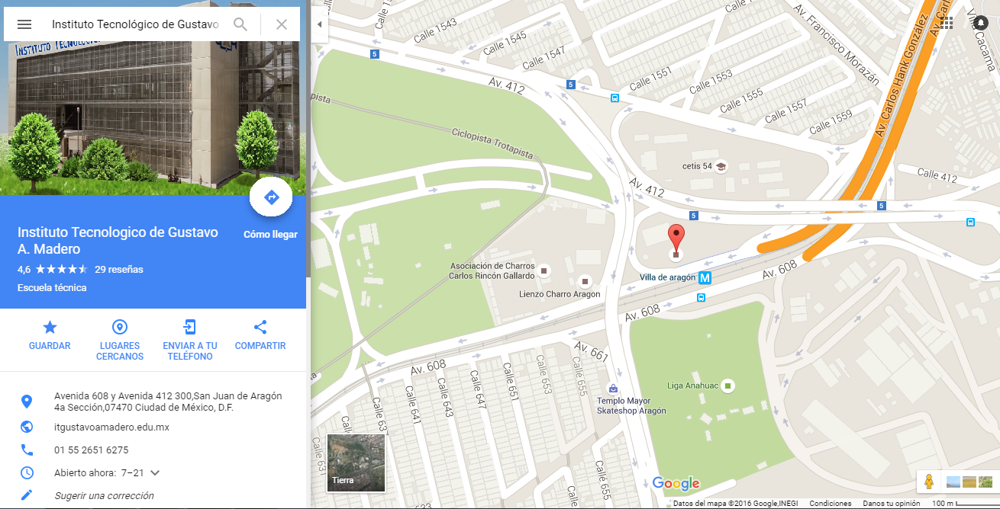 Instituto Tecnológico de Gustavo
INSTITUTO TECNOLÓGICO
Instituto Tecnologico de Gustavo
A. Madero
Cómo llegar
4,6 29 reseñas
Escuela técnica
GUARDAR
LUGARES
CERCANOS
ENVIAR A TU
TELÉFONO
COMPARTIR
Avenida 608 y Avenida 412 300,San Juan de Aragón
4a Sección,07470 Ciudad de México, D.F.
itgustavoamadero.edu.mx
01 55 2651 6275
Abierto ahora: 7–21
Sugerir una corrección
Calle 1543
Calle 1545
Calle 1547
Calle 1551
Calle 1553
Calle 1555
Calle 1557
Calle 1559
Av. Francisco Morazán
Av. Carlos Hank González
Av. Carl
Cacama
5
5
Av. 412
pista
Ciclopista Trotapista
cetis 54
Av. 412
Calle 412
5
5
Asociación de Charros
Carlos Rincón Gallardo
Lienzo Charro Aragon
Villa de aragón
M
Av. 608
Av. 608
Av. 661
Av. 608
Calle 637
Calle 641
Calle 643
Calle 647
Calle 651
Calle 653
Calle 655
Calle 655
Calle 63
Calle 632
Liga Anahuac
Templo Mayor
Skateshop Aragón
Tierra
Google
Datos del mapa ©2016 Google,INEGI
Condiciones
Danos tu opinión
100 m